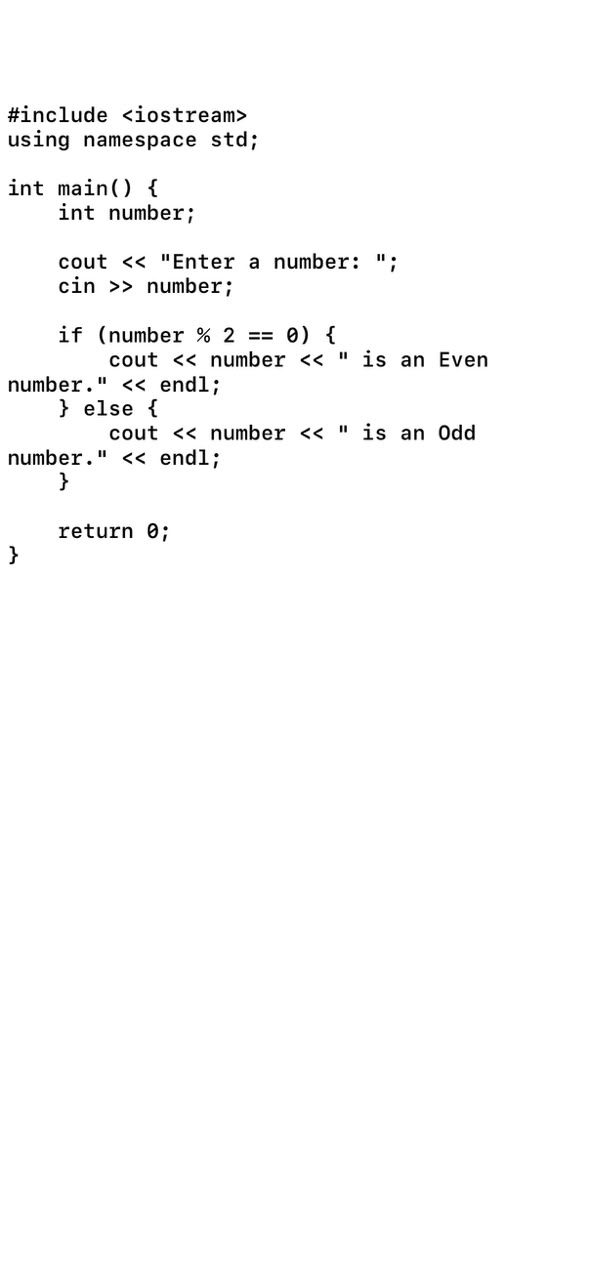 #include <iostream>
using namespace std;

int main() {
    int number;

    cout << "Enter a number: ";
    cin >> number;

    if (number % 2 == 0) {
        cout << number << " is an Even
number." << endl;
    } else {
        cout << number << " is an Odd
number." << endl;
    }

    return 0;
}